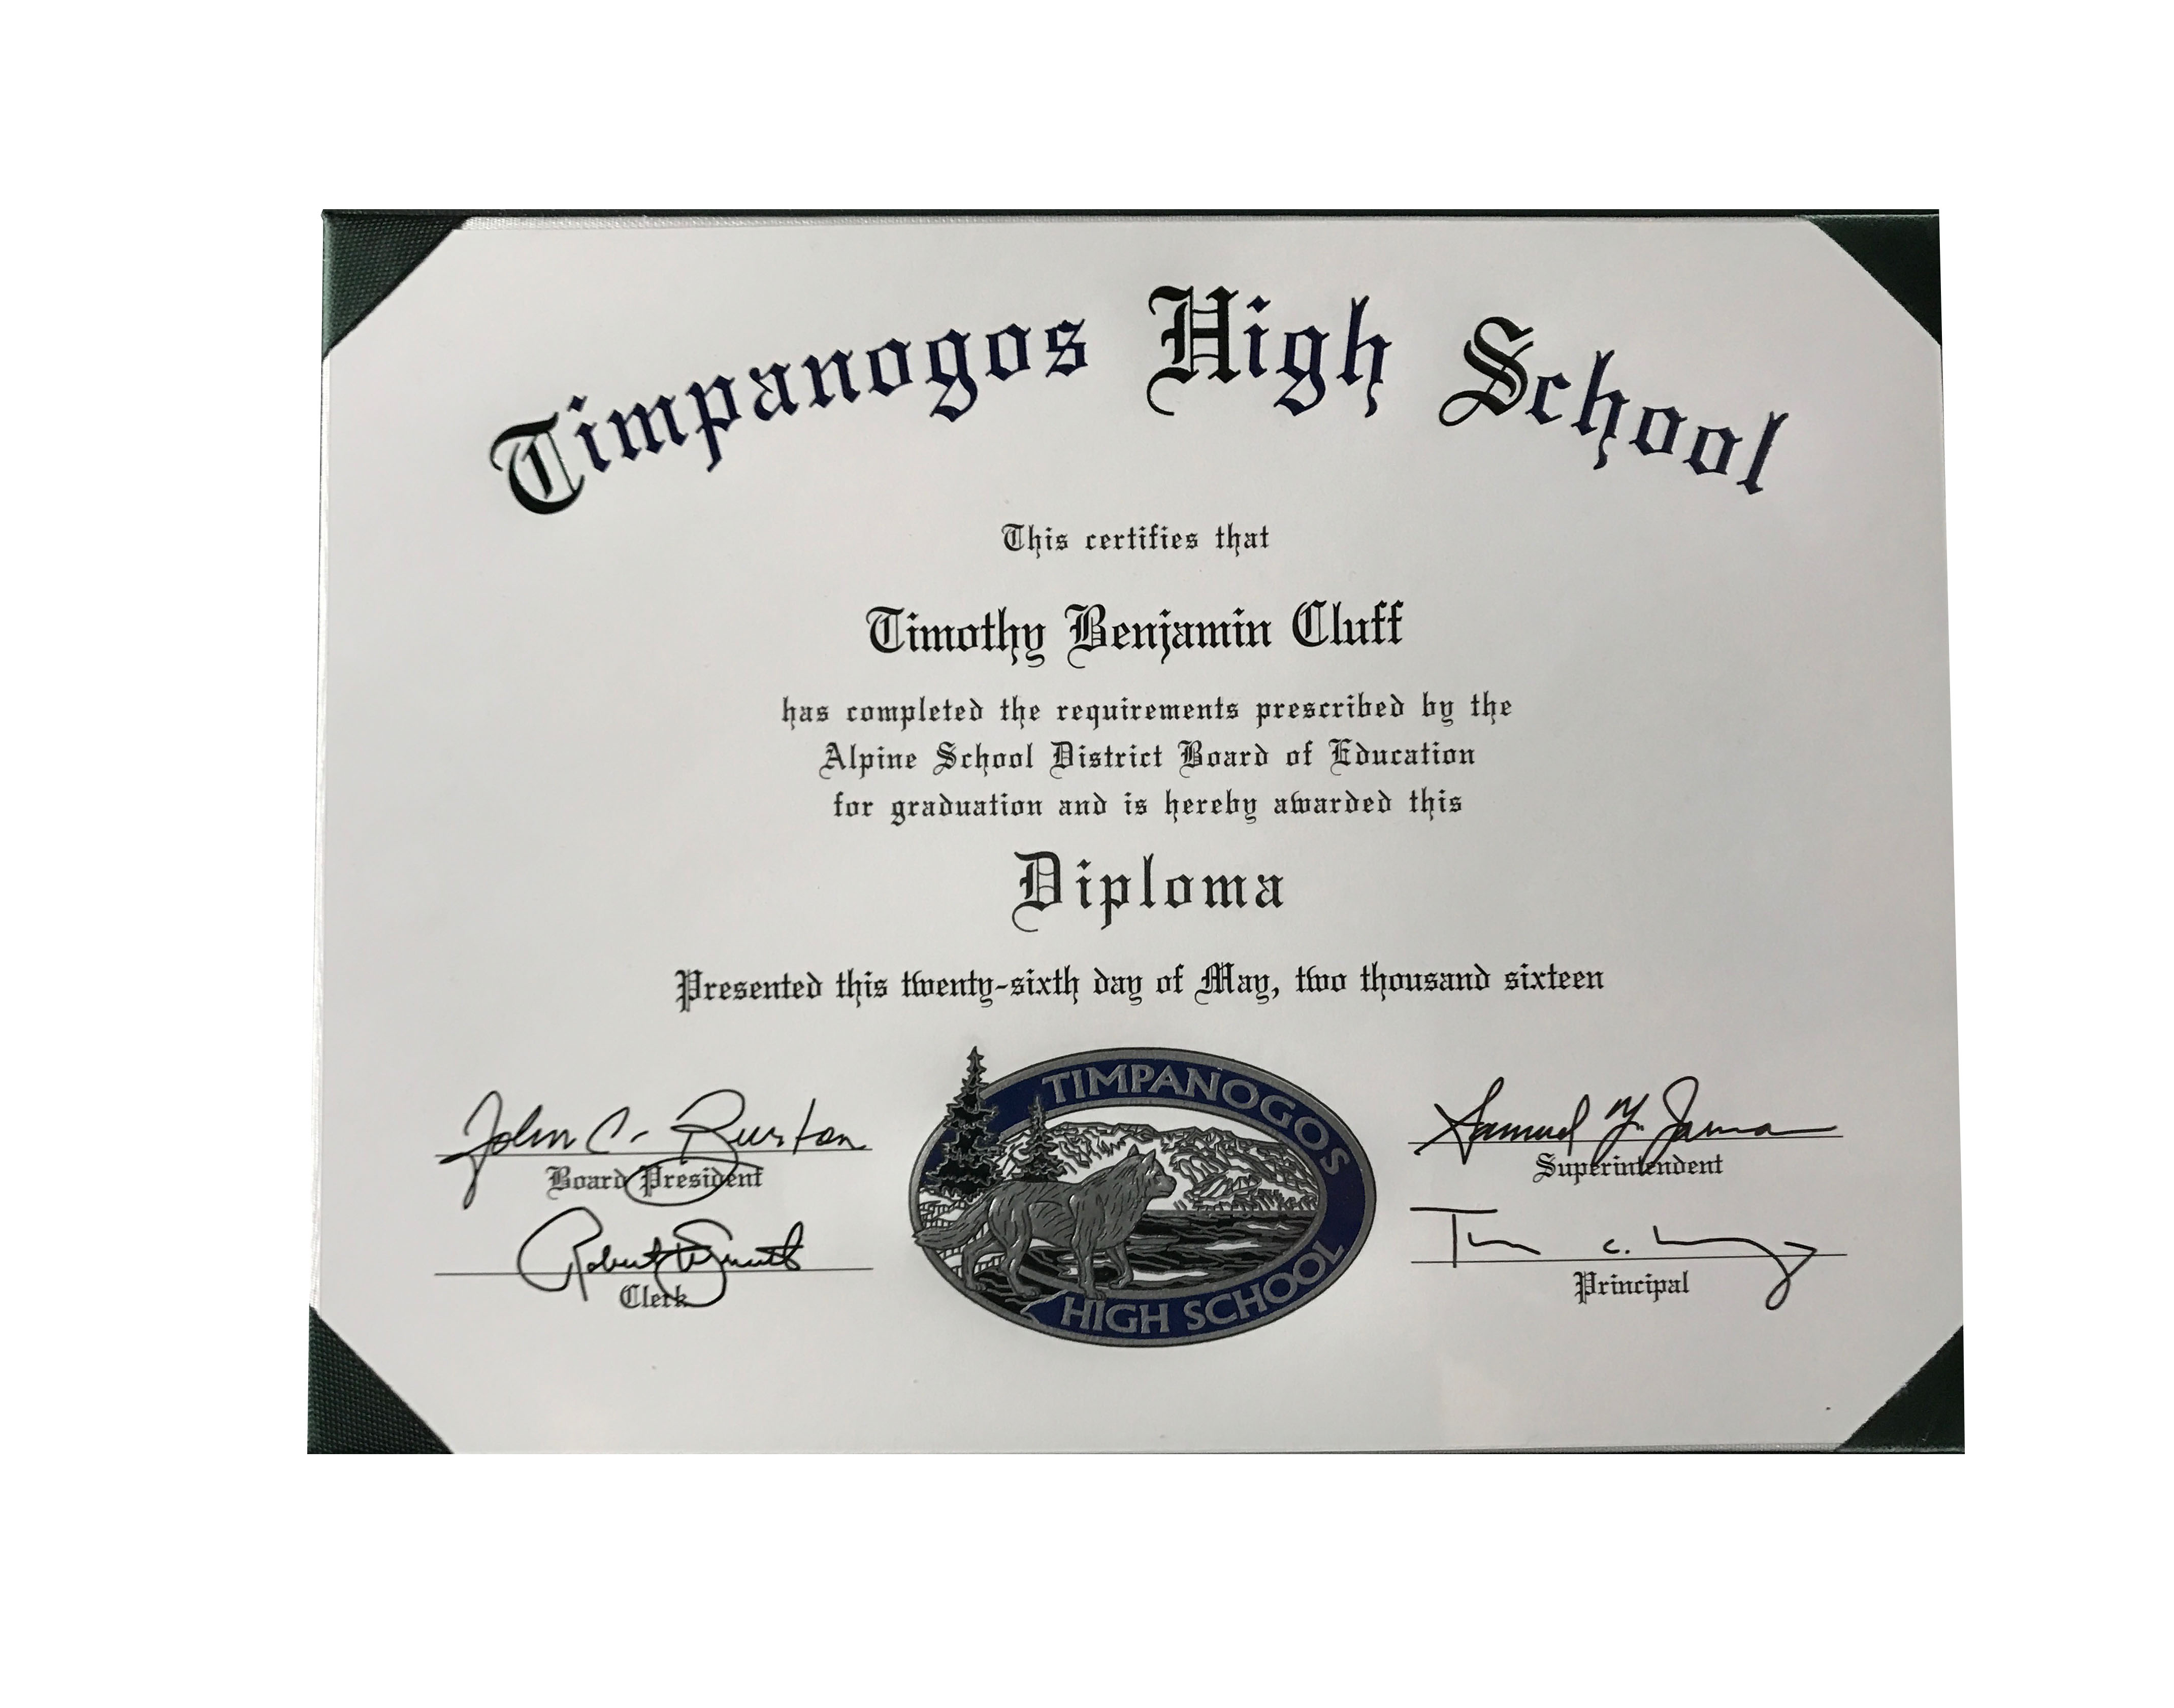 Timpanogos High School
This certifies that
Timothy Benjamin Cluff
has completed the requirements prescribed by the
Alpine School District Board of Education
for graduation and is hereby awarded this
Diploma
Presented this twenty-sixth day of May, two thousand sixteen
John C. Burton
Board President
Robert Smith
Clerk
TIMPANOGOS
HIGH SCHOOL
Samuel Y. Jarman
Superintendent
Principal